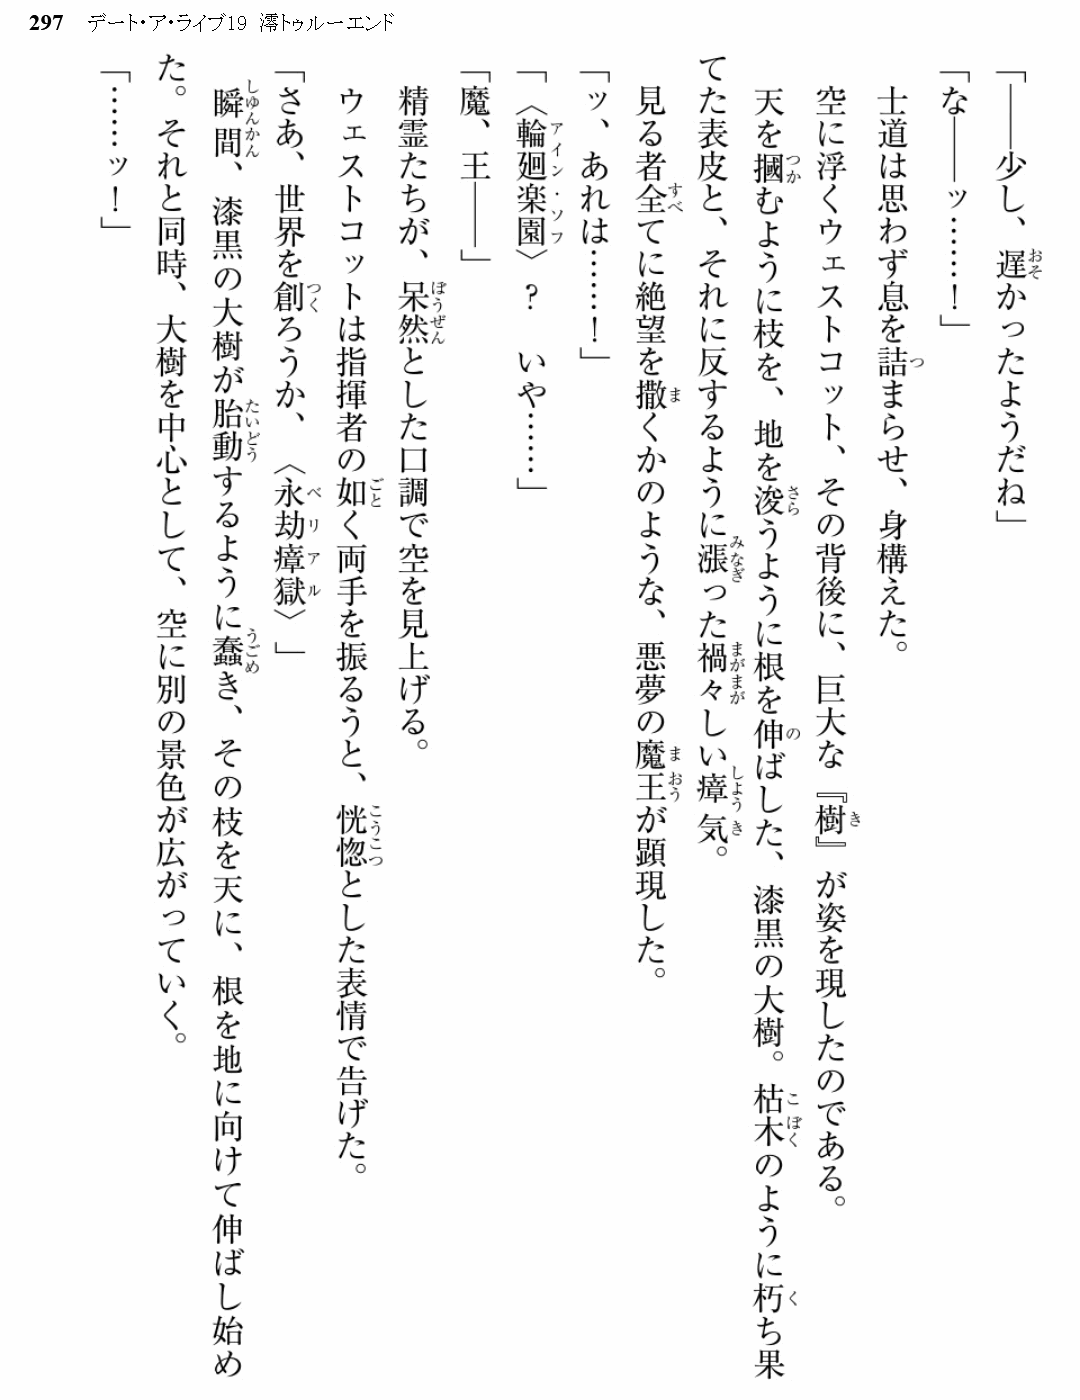 297 デート・ア・ライブ19 澪トゥルーエンド
「――少し、遅かったようだね」
「な――ッ……！」
士道は思わず息を詰まらせ、身構えた。
空に浮くウェストコット、その背後に、巨大な『樹』が姿を現したのである。
天を摑むように枝を、地を浚うように根を伸ばした、漆黒の大樹。枯木のように朽ち果
てた表皮と、それに反するように漲った禍々しい瘴気。
見る者全てに絶望を撒くかのような、悪夢の魔王が顕現した。
「ッ、あれは……！」
「〈輪廻楽園〉？　いや……」
「魔、王――」
精霊たちが、呆然とした口調で空を見上げる。
ウェストコットは指揮者の如く両手を振るうと、恍惚とした表情で告げた。
「さあ、世界を創ろうか、〈永劫瘴獄〉」
瞬間、漆黒の大樹が胎動するように蠢き、その枝を天に、根を地に向けて伸ばし始め
た。それと同時、大樹を中心として、空に別の景色が広がっていく。
「……ッ！」